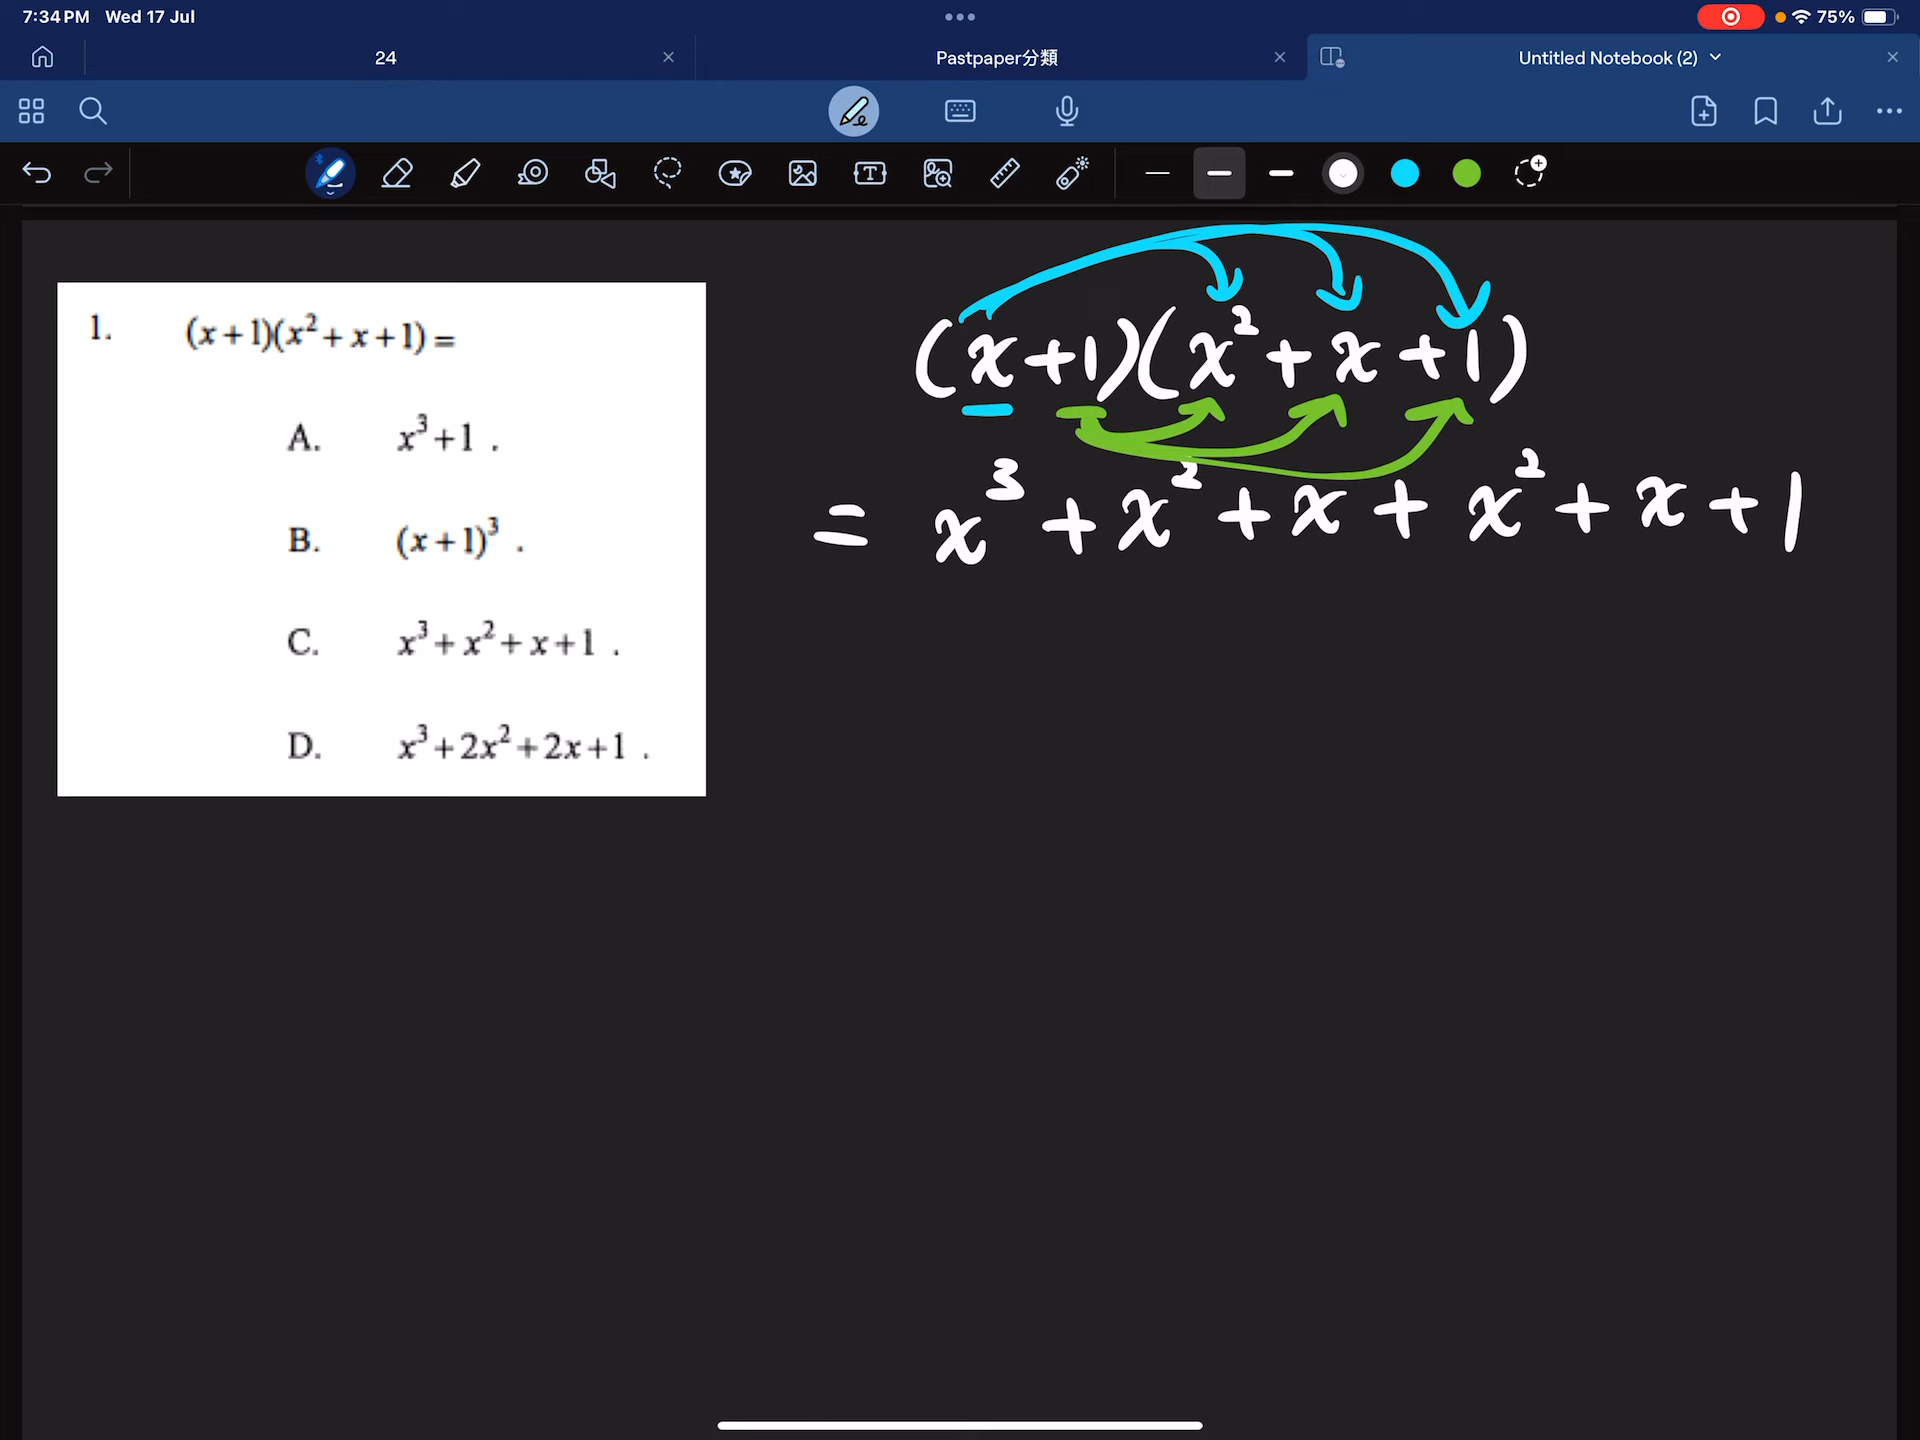 7:34 PM Wed 17 Jul
75%
24
Pastpaper分類
Untitled Notebook (2)
1. (x+1)(x²+x+1)=
A. x³+1 .
B. (x+1)³ .
C. x³+x²+x+1 .
D. x³+2x²+2x+1 .
(x+1)(x²+x+1)
= x³+x²+x+x²+x+1